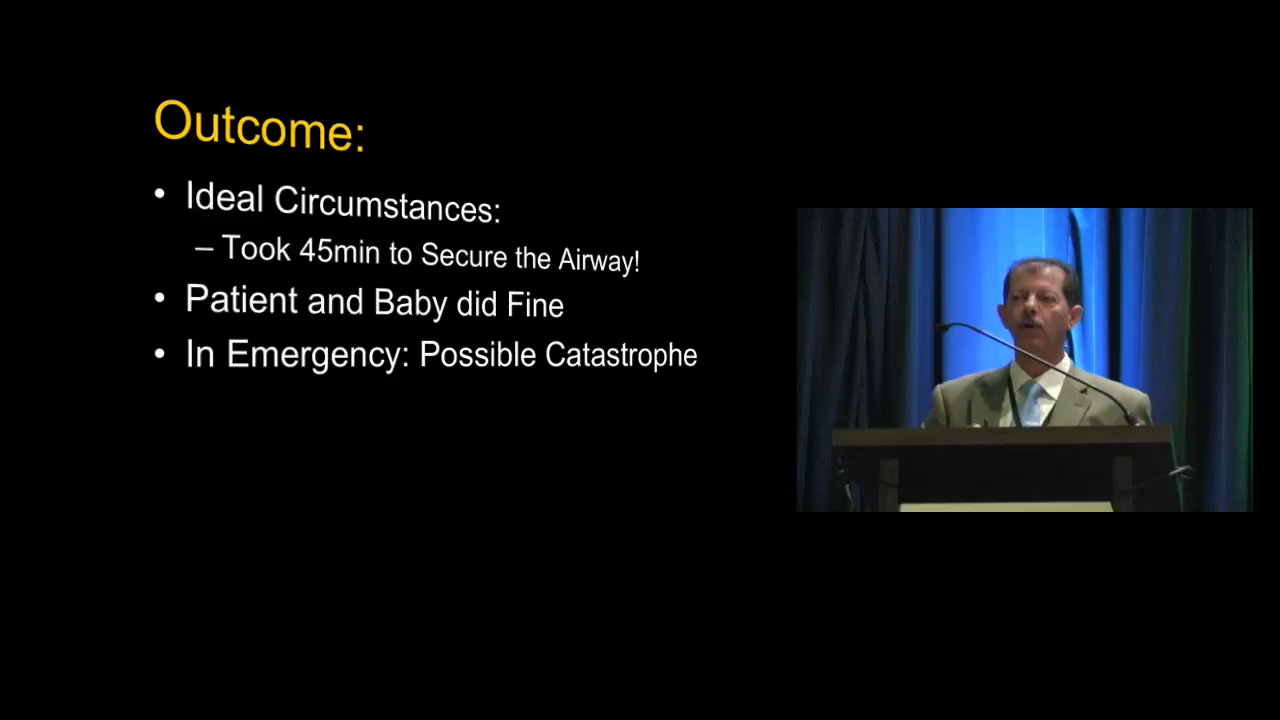 Outcome:
• Ideal Circumstances:
– Took 45min to Secure the Airway!
• Patient and Baby did Fine
• In Emergency: Possible Catastrophe